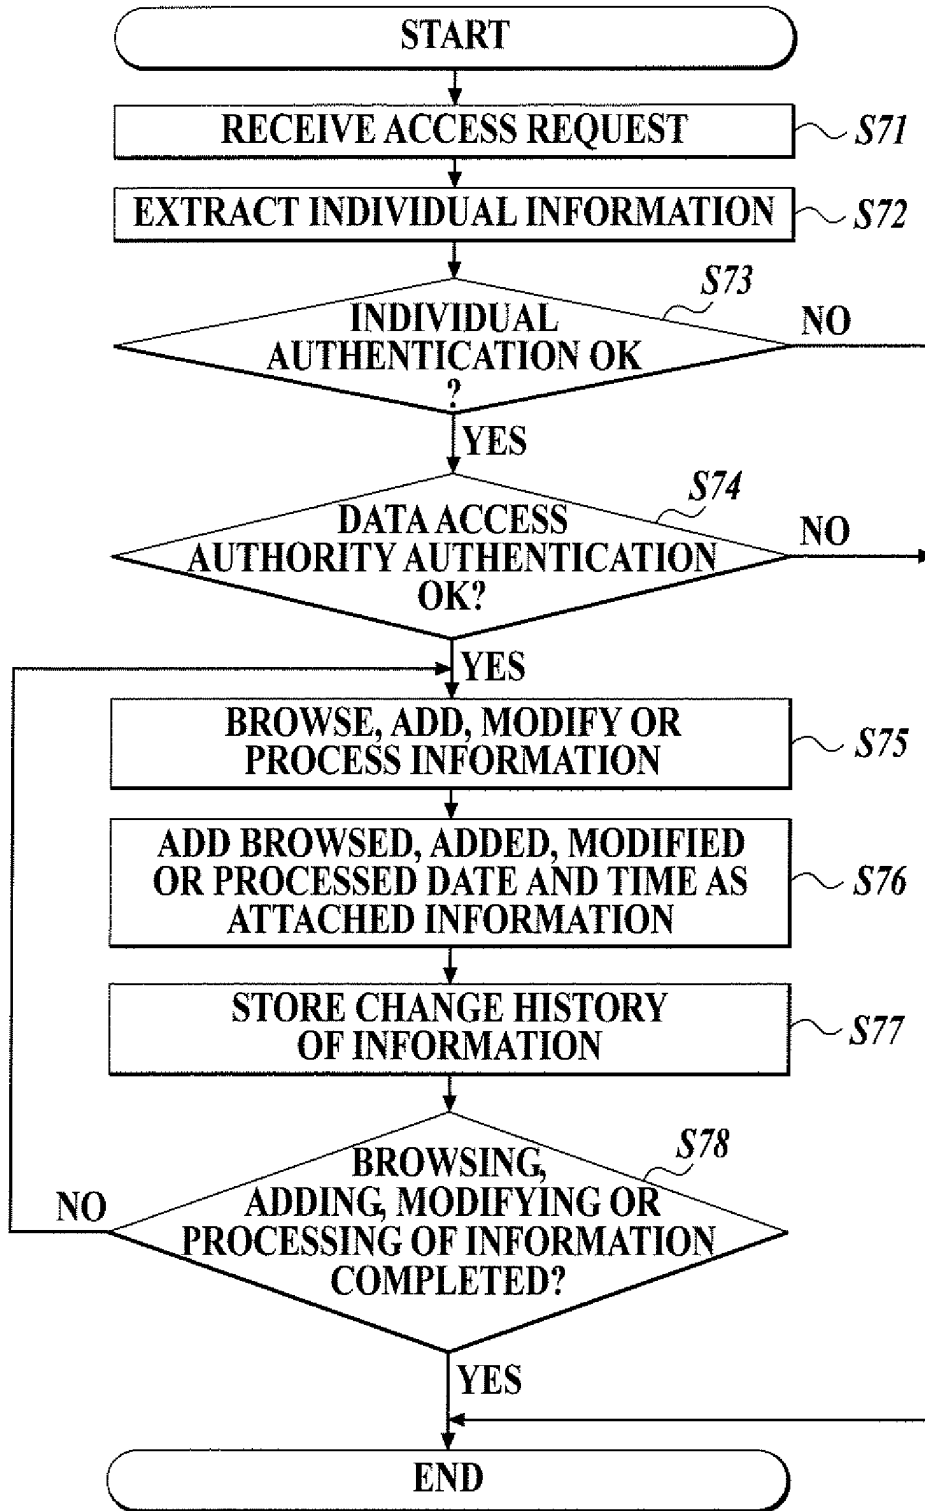 START
RECEIVE ACCESS REQUEST
S71
EXTRACT INDIVIDUAL INFORMATION
S72
S73
INDIVIDUAL
AUTHENTICATION OK
?
NO
YES
S74
DATA ACCESS
AUTHORITY AUTHENTICATION
OK?
NO
YES
BROWSE, ADD, MODIFY OR
PROCESS INFORMATION
S75
ADD BROWSED, ADDED, MODIFIED
OR PROCESSED DATE AND TIME AS
ATTACHED INFORMATION
S76
STORE CHANGE HISTORY
OF INFORMATION
S77
S78
BROWSING,
ADDING, MODIFYING OR
PROCESSING OF INFORMATION
COMPLETED?
NO
YES
END